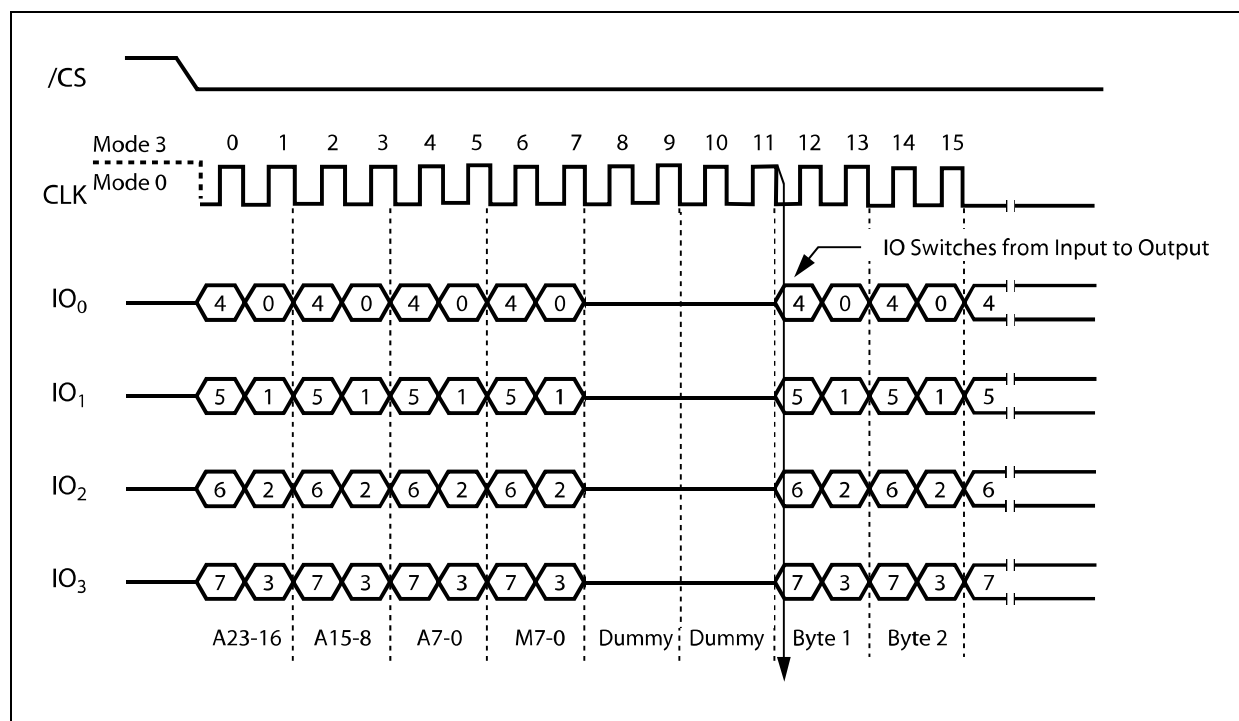 /CS
Mode 3 0 1 2 3 4 5 6 7 8 9 10 11 12 13 14 15
CLK Mode 0
IO Switches from Input to Output
IO0 4 0 4 0 4 0 4 0 4 0 4 0 4
IO1 5 1 5 1 5 1 5 1 5 1 5 1 5
IO2 6 2 6 2 6 2 6 2 6 2 6 2 6
IO3 7 3 7 3 7 3 7 3 7 3 7 3 7
A23-16 A15-8 A7-0 M7-0 Dummy Dummy Byte 1 Byte 2